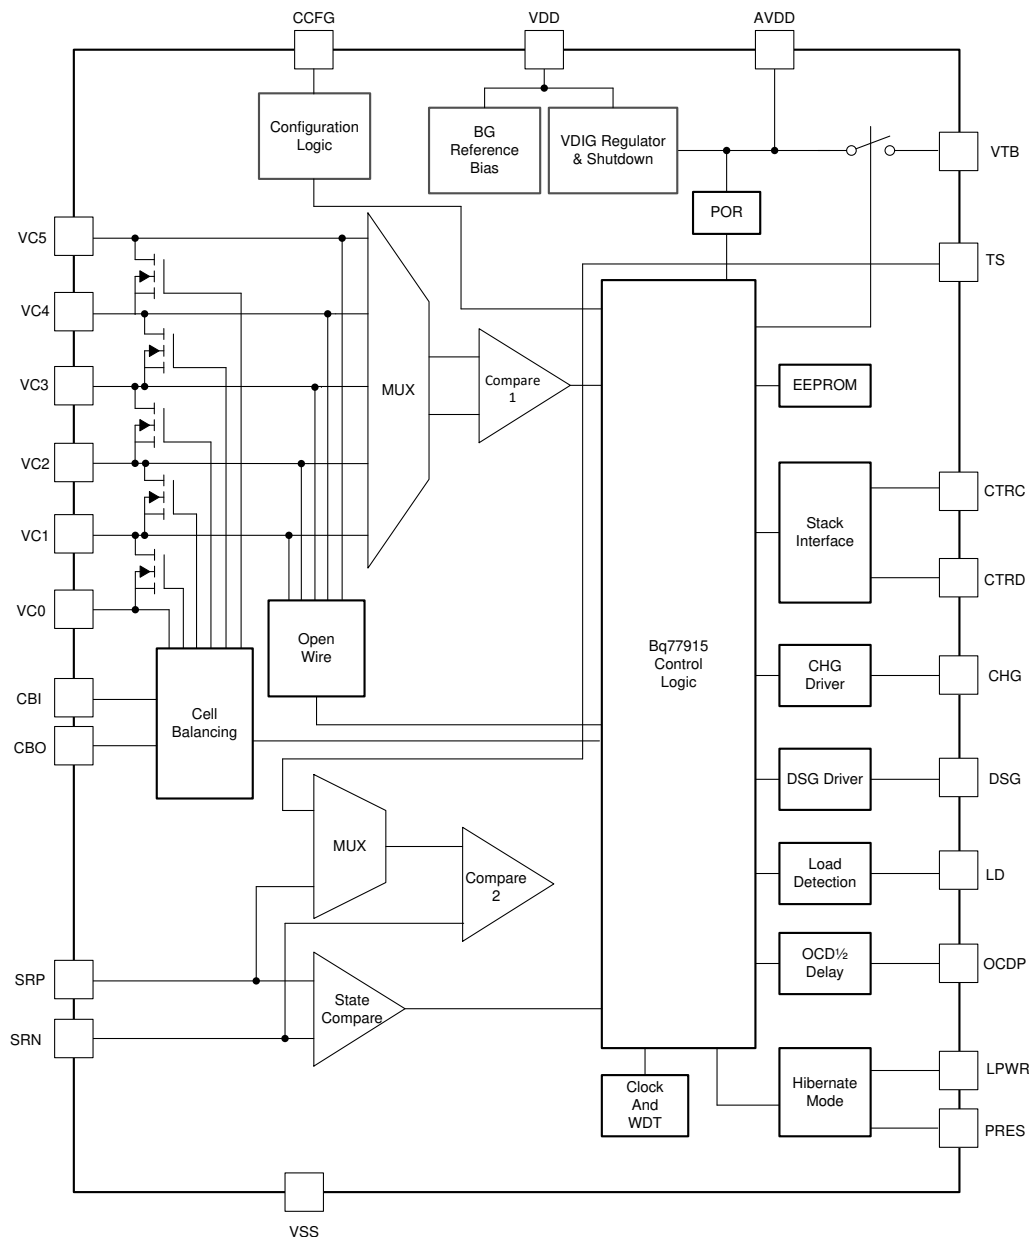 CCFG
VDD
AVDD
Configuration
Logic
BG
Reference
Bias
VDIG Regulator
& Shutdown
VTB
POR
VC5
TS
VC4
VC3
MUX
Compare
1
EEPROM
VC2
CTRC
VC1
Stack
Interface
CTRD
VC0
Open
Wire
Bq77915
Control
Logic
CHG
Driver
CHG
CBI
Cell
Balancing
CBO
DSG Driver
DSG
MUX
Compare
2
Load
Detection
LD
OCD½
Delay
OCDP
SRP
State
Compare
SRN
Clock
And
WDT
Hibernate
Mode
LPWR
PRES
VSS